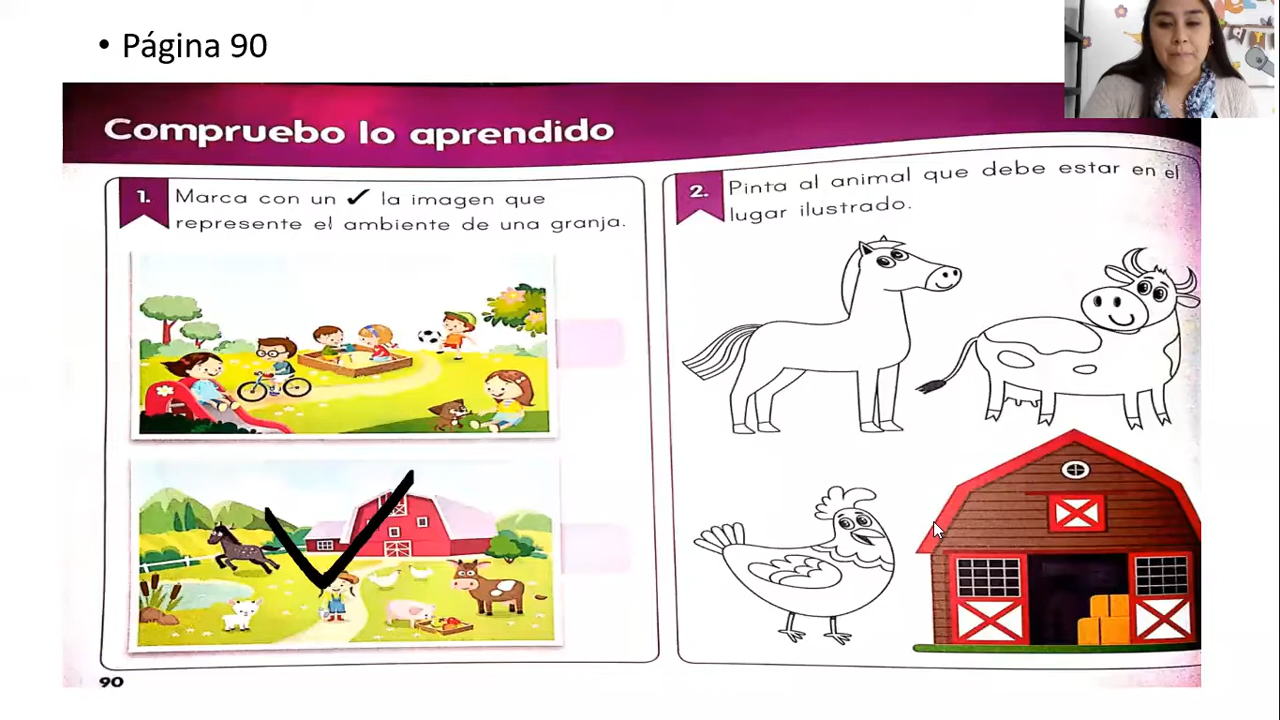 • Página 90
Compruebo lo aprendido
1. Marca con un ✓ la imagen que
represente el ambiente de una granja.
2. Pinta al animal que debe estar en el
lugar ilustrado.
90